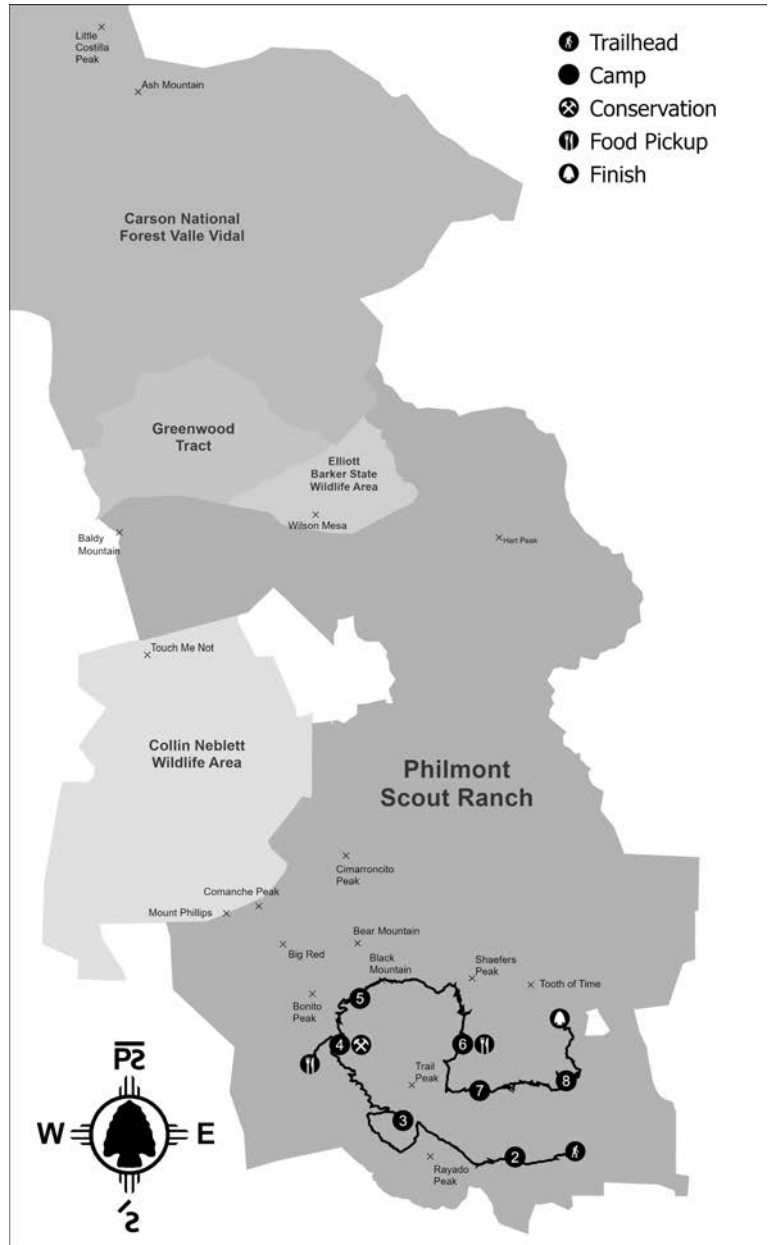 Little
Costilla
Peak
Ash Mountain
Trailhead
Camp
Conservation
Food Pickup
Finish
Carson National
Forest Valle Vidal
Greenwood
Tract
Elliott
Barker State
Wildlife Area
Wilson Mesa
Baldy
Mountain
Hart Peak
Touch Me Not
Collin Neblett
Wildlife Area
Philmont
Scout Ranch
Cimarroncito
Peak
Comanche Peak
Mount Phillips
Bear Mountain
Big Red
Black
Mountain
Shaefers
Peak
Tooth of Time
Bonito
Peak
5
4
6
Trail
Peak
7
8
3
2
Rayado
Peak
W
E